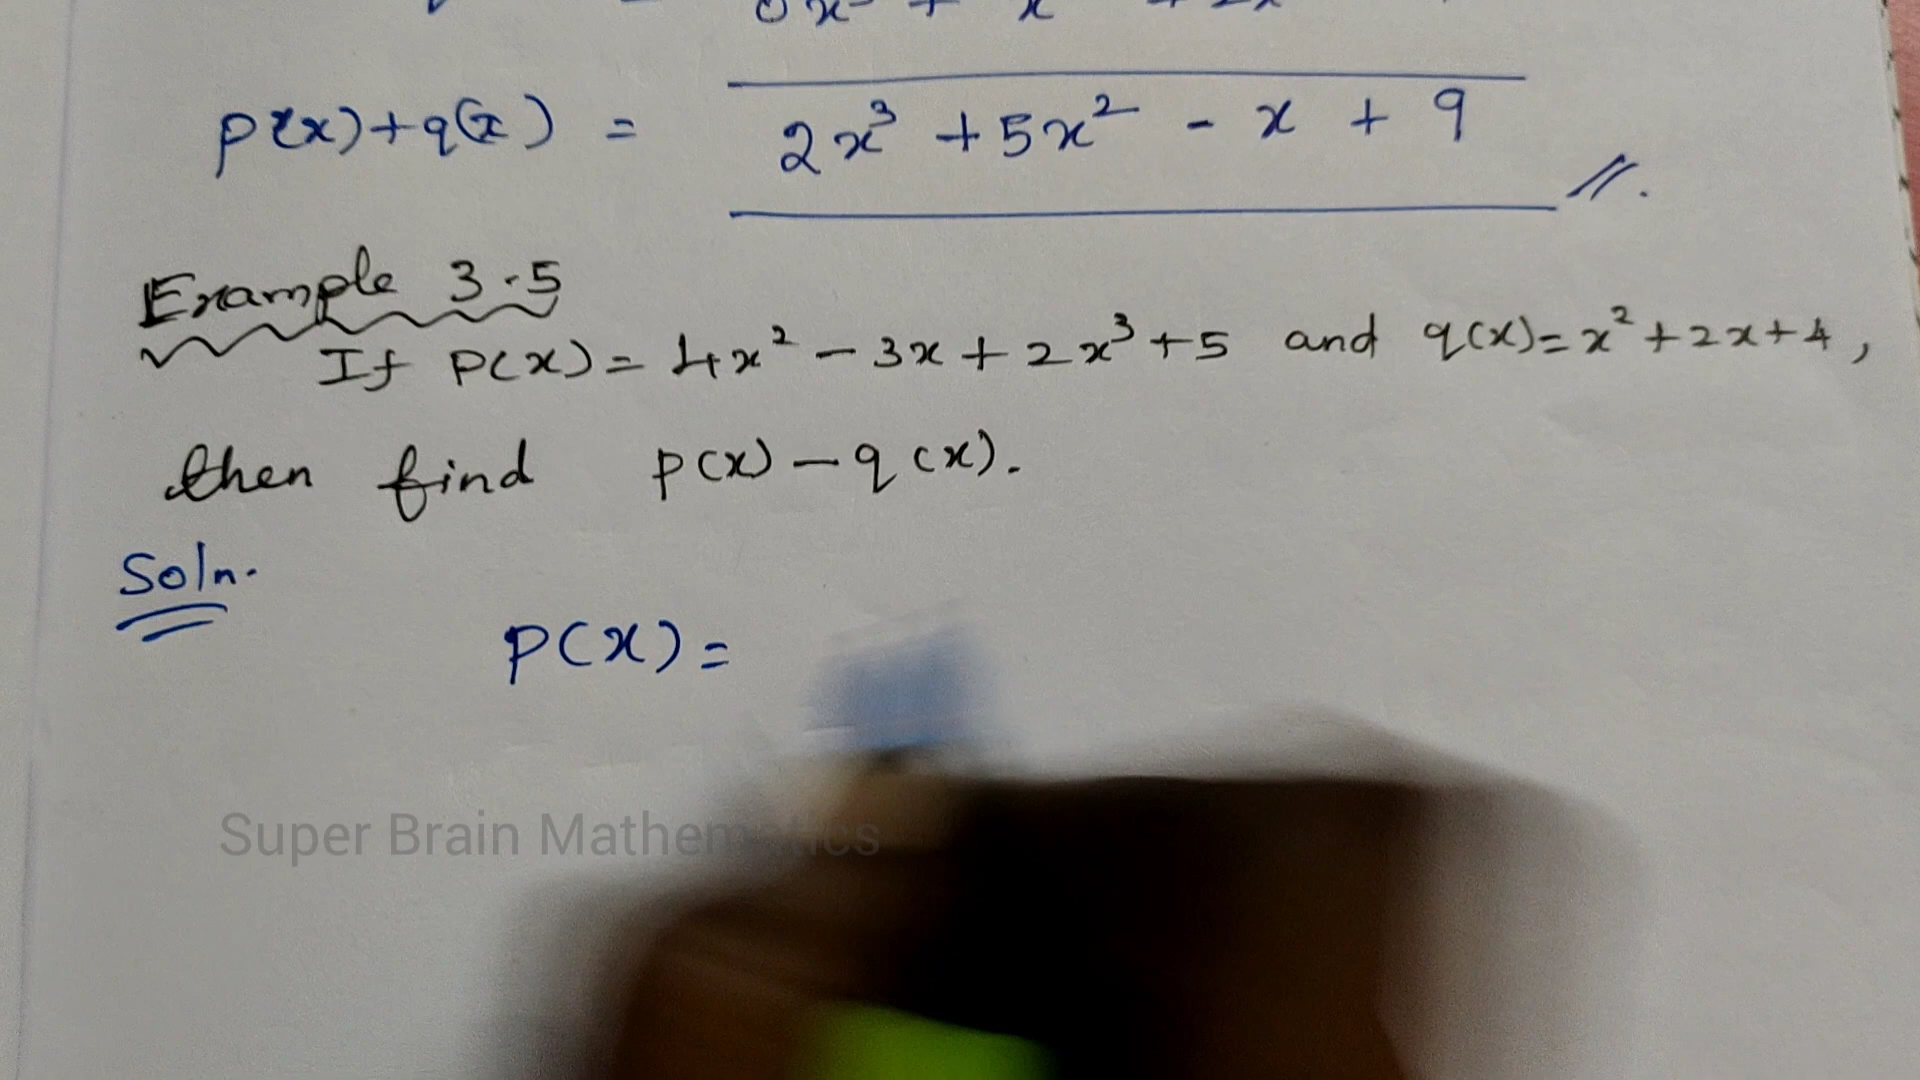 p(x)+q(x) = 2x³ + 5x² - x + 9 //.
Example 3.5
If P(x) = 4x² - 3x + 2x³ + 5 and q(x) = x² + 2x + 4,
then find p(x) - q(x).
Soln.
P(x) =
Super Brain Mathematics